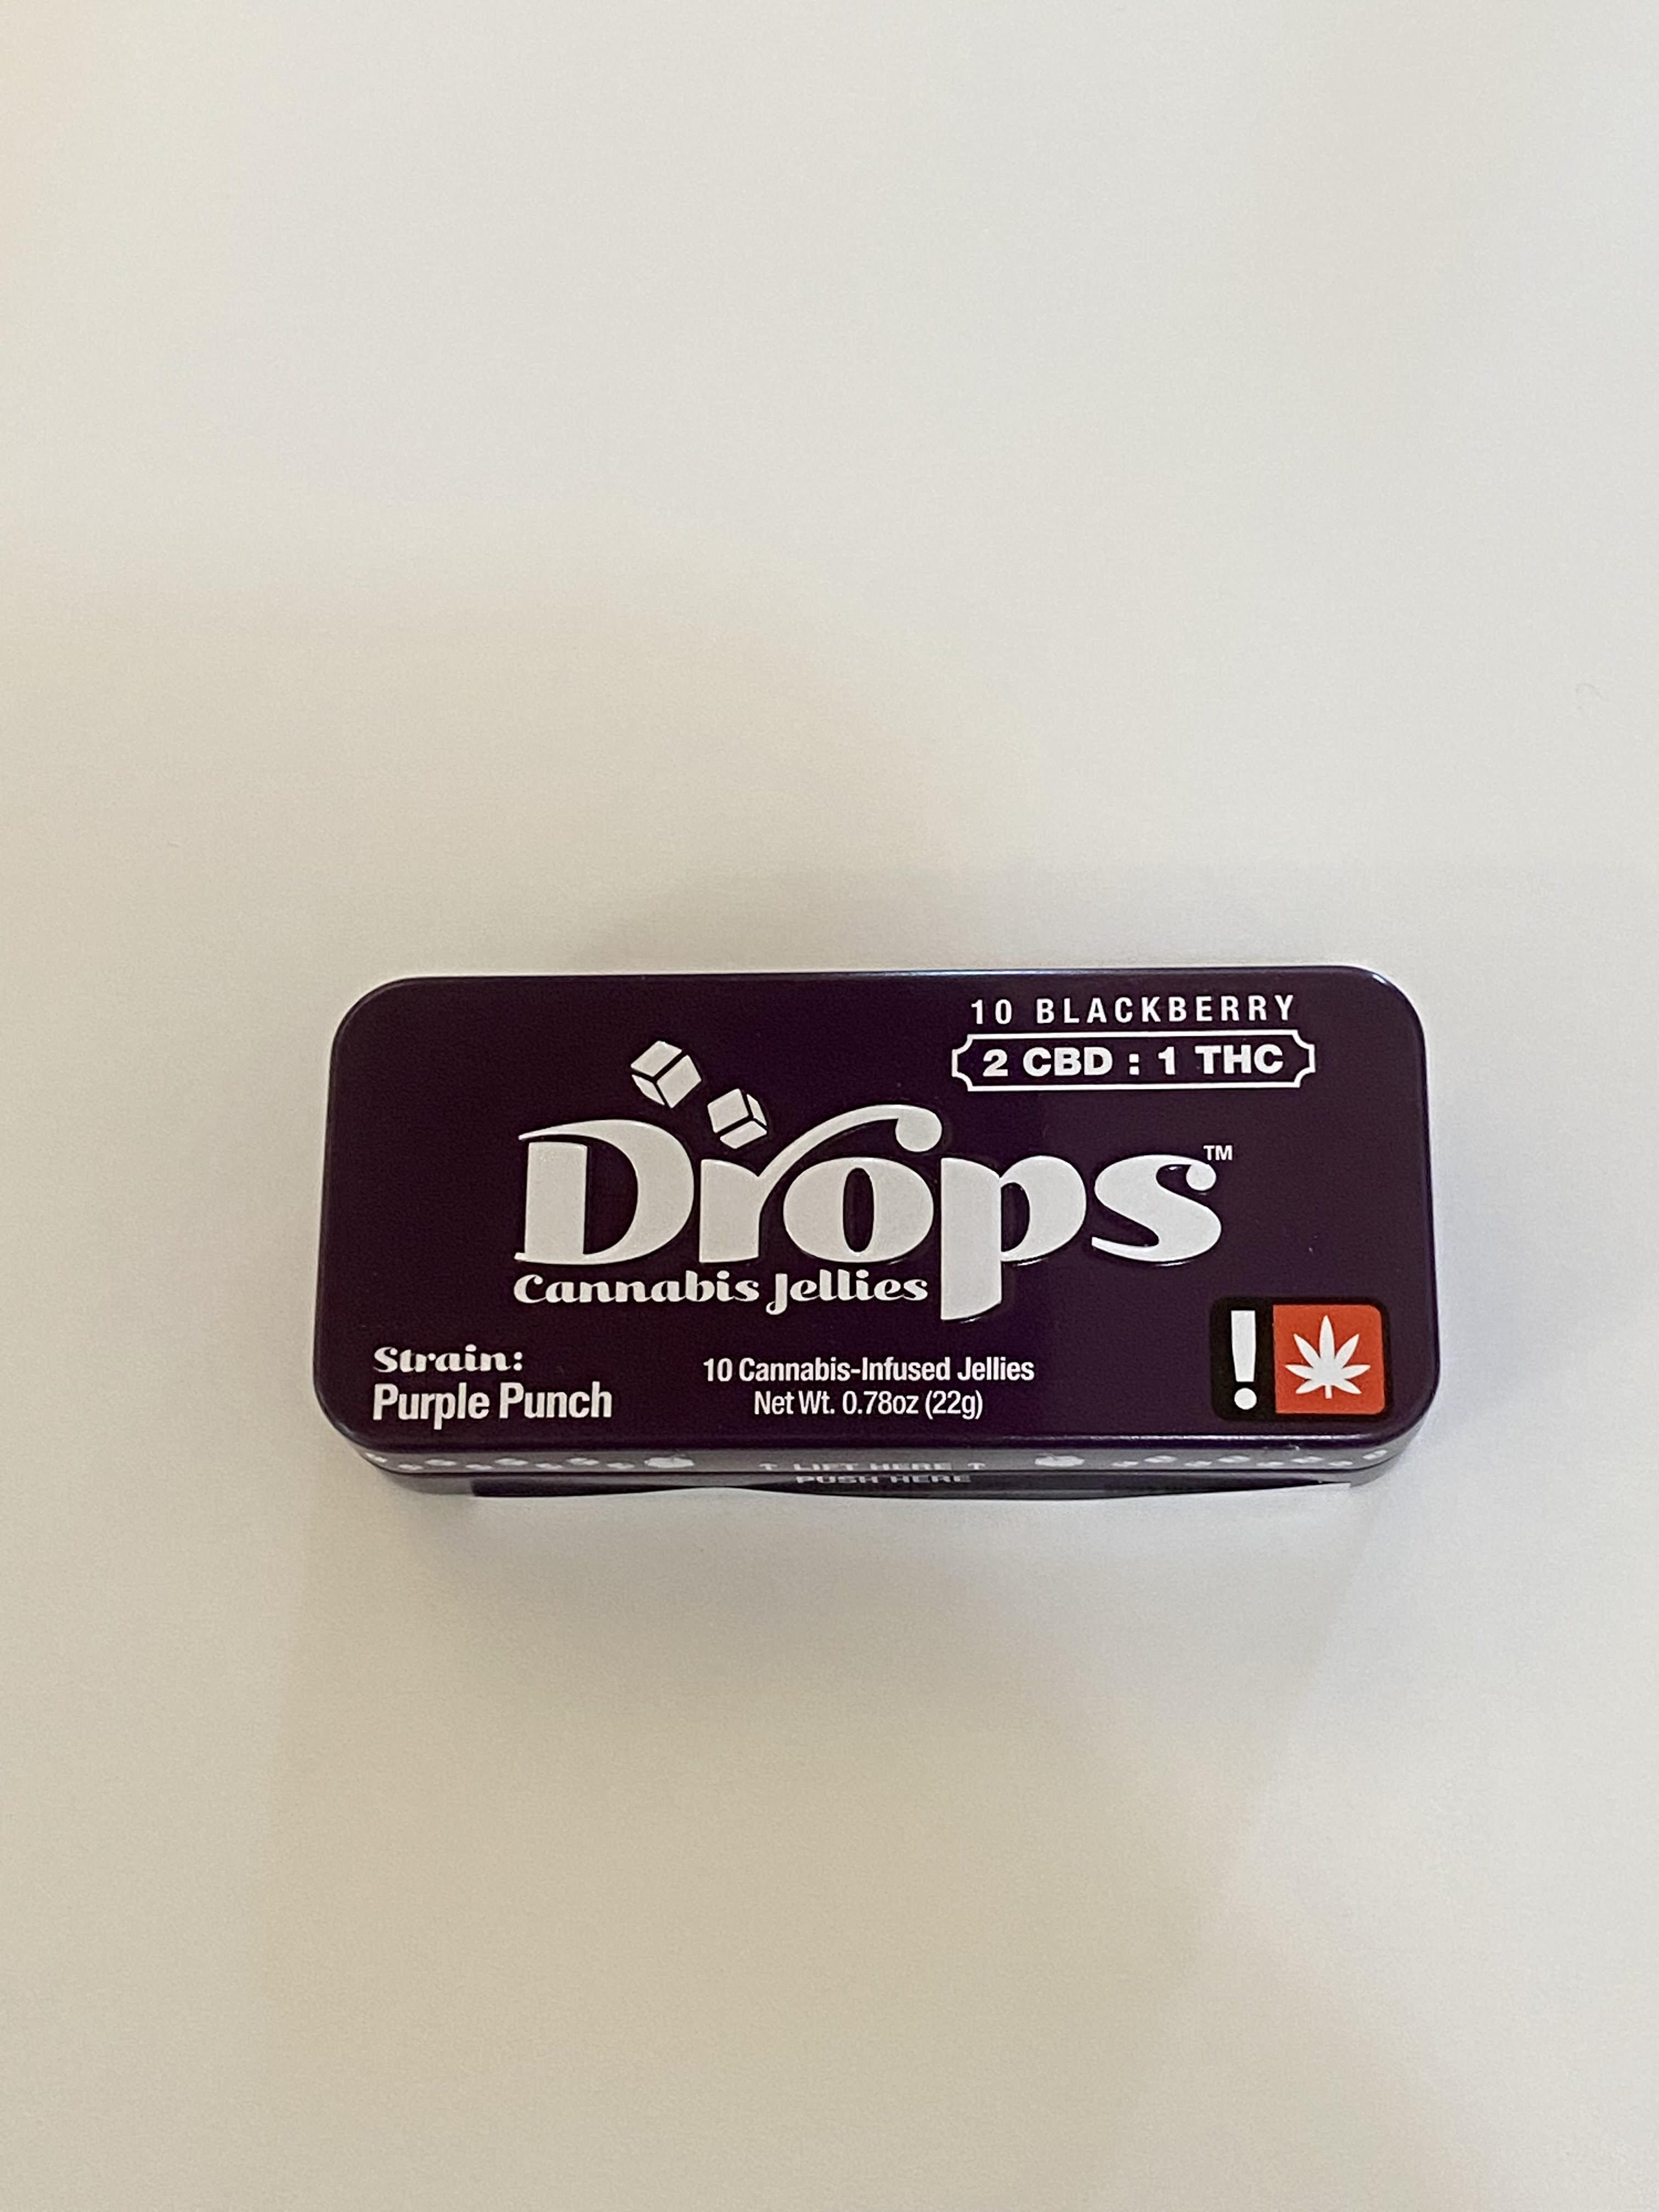 10 BLACKBERRY
2 CBD : 1 THC
Drops™
Cannabis Jellies
Strain:
Purple Punch
10 Cannabis-Infused Jellies
Net Wt. 0.78oz (22g)
!
↑ LIFT HERE ↑
PUSH HERE